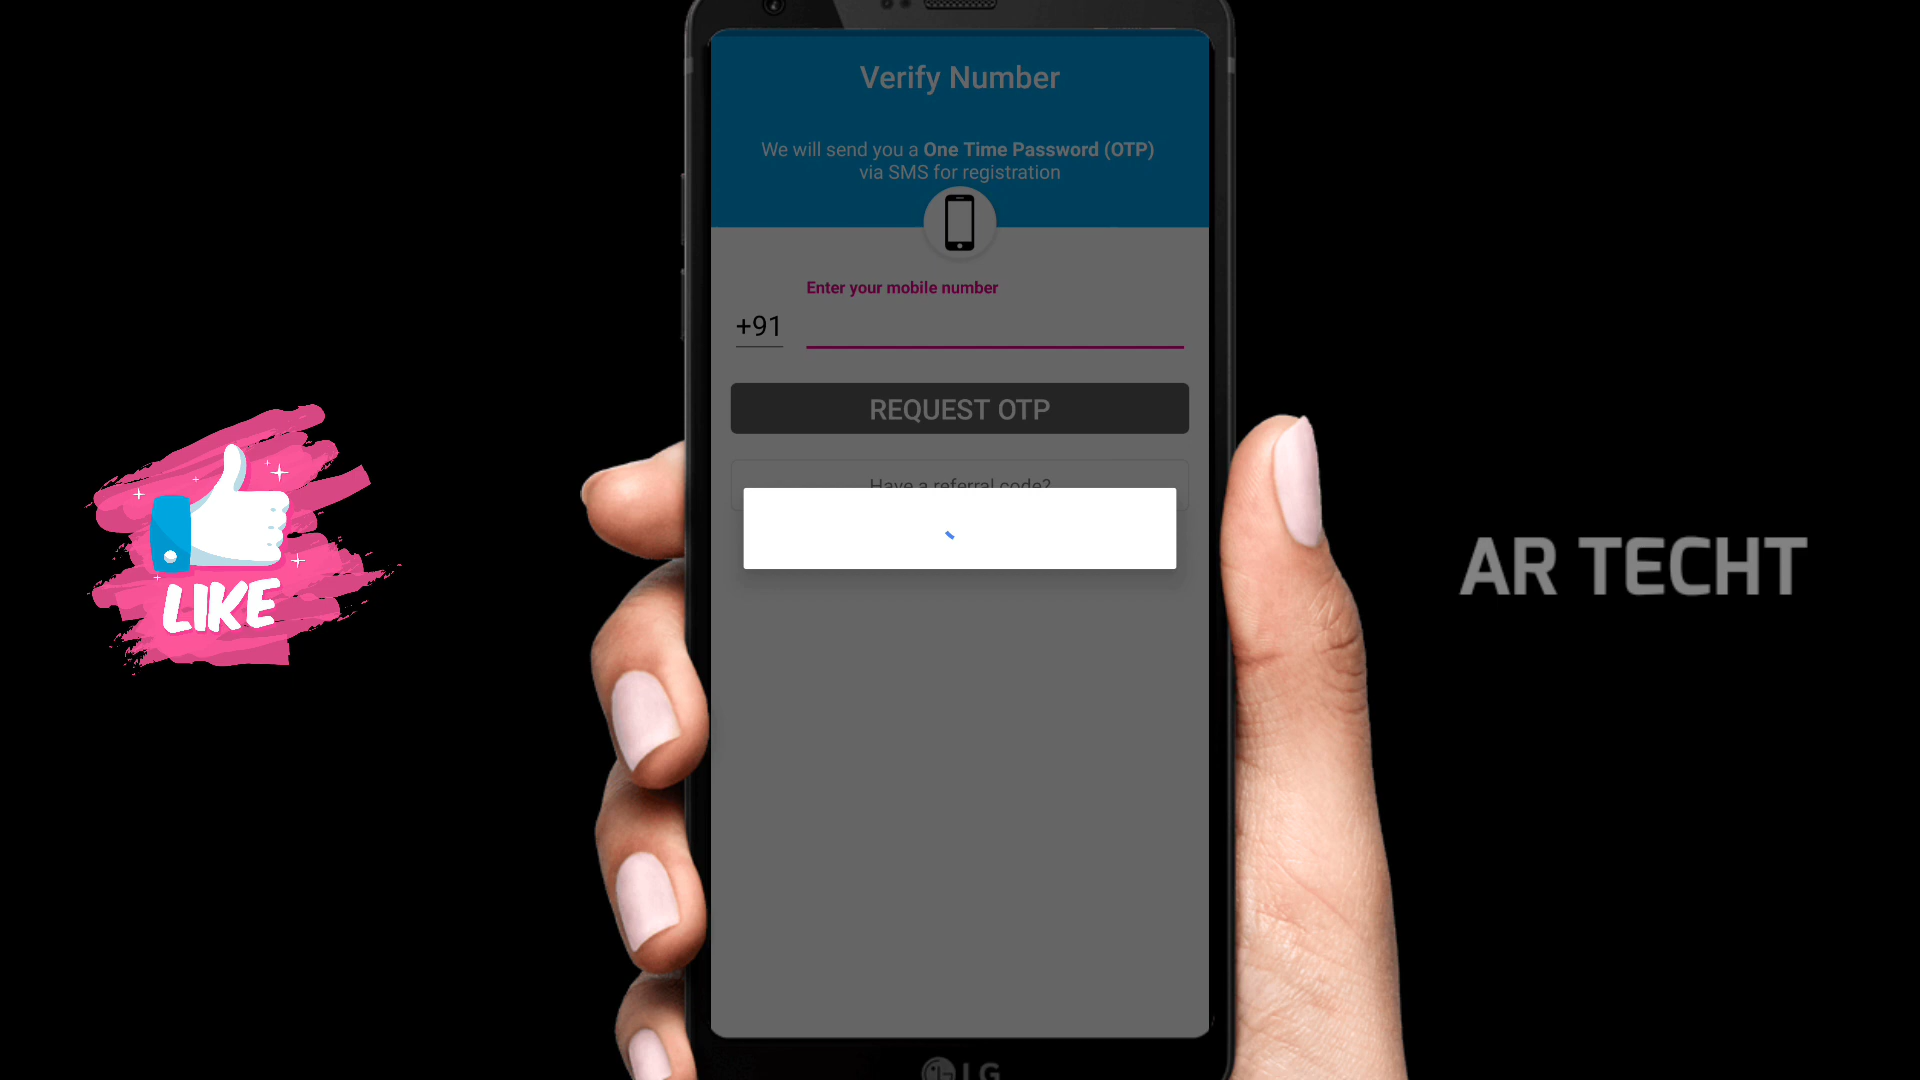 Verify Number
We will send you a One Time Password (OTP)
via SMS for registration
Enter your mobile number
+91
REQUEST OTP
Have a referral code?
LIKE
AR TECHT
LG